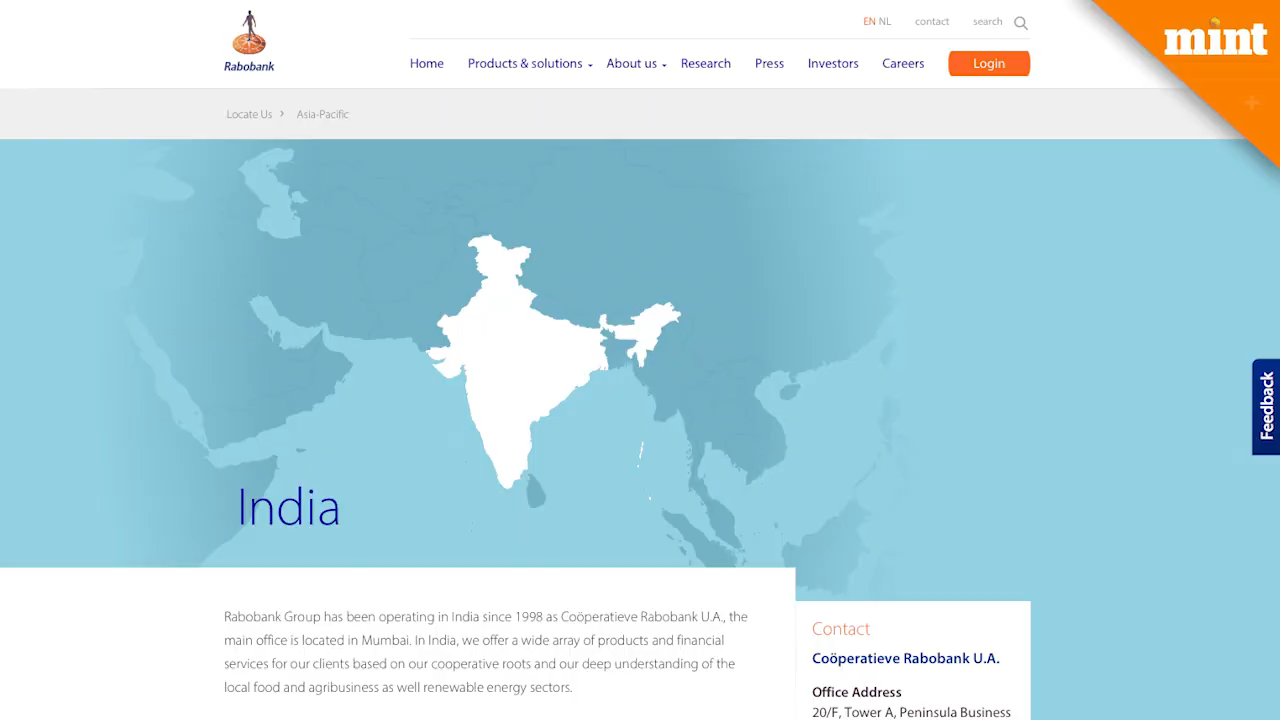 EN NL contact search
mint
Rabobank
Home Products & solutions About us Research Press Investors Careers Login
Locate Us › Asia-Pacific
Feedback
India
Rabobank Group has been operating in India since 1998 as Coöperatieve Rabobank U.A., the
main office is located in Mumbai. In India, we offer a wide array of products and financial
services for our clients based on our cooperative roots and our deep understanding of the
local food and agribusiness as well renewable energy sectors.
Contact
Coöperatieve Rabobank U.A.
Office Address
20/F, Tower A, Peninsula Business